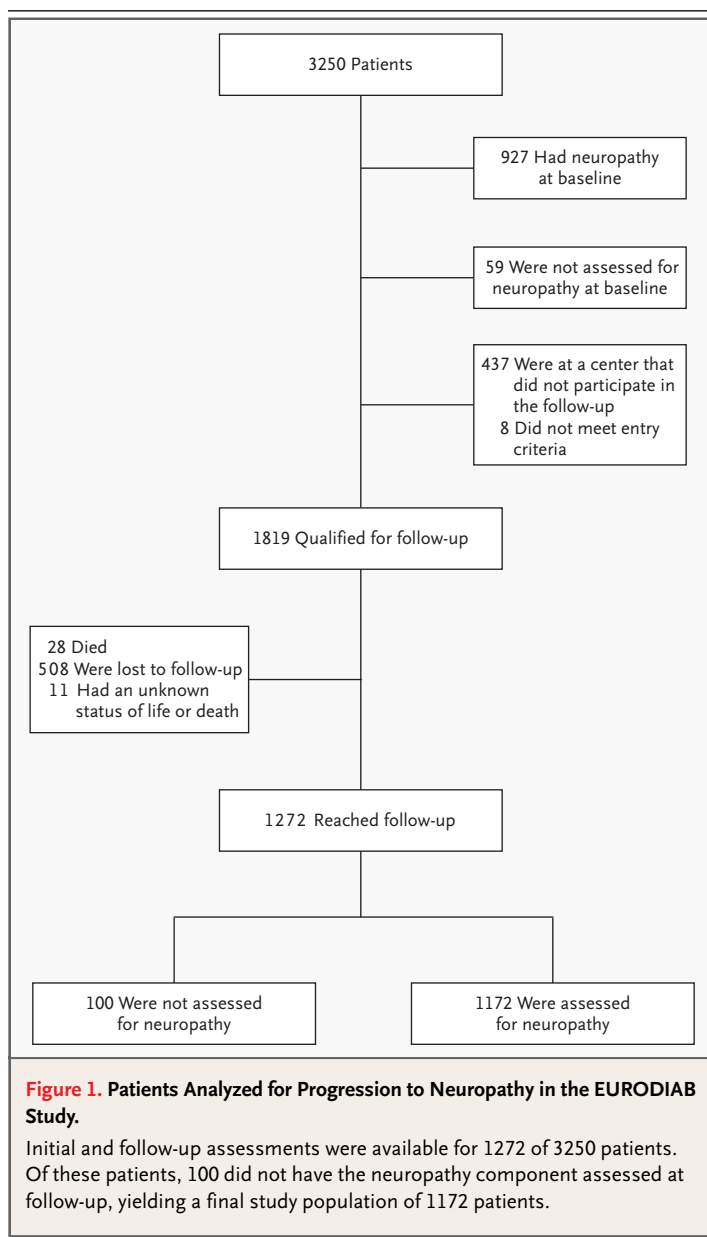 3250 Patients
927 Had neuropathy
at baseline
59 Were not assessed for
neuropathy at baseline
437 Were at a center that
did not participate in
the follow-up
8 Did not meet entry
criteria
1819 Qualified for follow-up
28 Died
508 Were lost to follow-up
11 Had an unknown
status of life or death
1272 Reached follow-up
100 Were not assessed
for neuropathy
1172 Were assessed
for neuropathy
Figure 1. Patients Analyzed for Progression to Neuropathy in the EURODIAB
Study.
Initial and follow-up assessments were available for 1272 of 3250 patients.
Of these patients, 100 did not have the neuropathy component assessed at
follow-up, yielding a final study population of 1172 patients.